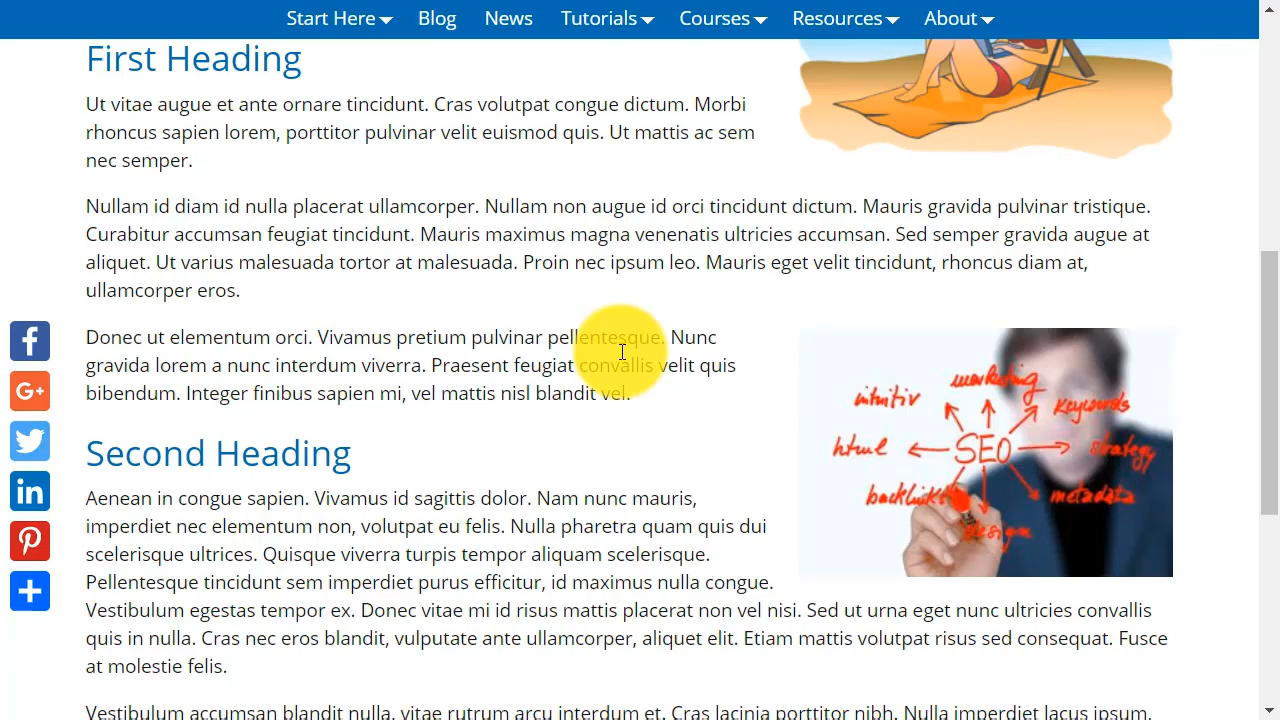 Start Here Blog News Tutorials Courses Resources About
First Heading
Ut vitae augue et ante ornare tincidunt. Cras volutpat congue dictum. Morbi
rhoncus sapien lorem, porttitor pulvinar velit euismod quis. Ut mattis ac sem
nec semper.
Nullam id diam id nulla placerat ullamcorper. Nullam non augue id orci tincidunt dictum. Mauris gravida pulvinar tristique.
Curabitur accumsan feugiat tincidunt. Mauris maximus magna venenatis ultricies accumsan. Sed semper gravida augue at
aliquet. Ut varius malesuada tortor at malesuada. Proin nec ipsum leo. Mauris eget velit tincidunt, rhoncus diam at,
ullamcorper eros.
Donec ut elementum orci. Vivamus pretium pulvinar pellentesque. Nunc
gravida lorem a nunc interdum viverra. Praesent feugiat convallis velit quis
bibendum. Integer finibus sapien mi, vel mattis nisl blandit vel.
marketing
intuitiv
keywords
html
SEO
strategy
backlinks
metadata
design
Second Heading
Aenean in congue sapien. Vivamus id sagittis dolor. Nam nunc mauris,
imperdiet nec elementum non, volutpat eu felis. Nulla pharetra quam quis dui
scelerisque ultrices. Quisque viverra turpis tempor aliquam scelerisque.
Pellentesque tincidunt sem imperdiet purus efficitur, id maximus nulla congue.
Vestibulum egestas tempor ex. Donec vitae mi id risus mattis placerat non vel nisi. Sed ut urna eget nunc ultricies convallis
quis in nulla. Cras nec eros blandit, vulputate ante ullamcorper, aliquet elit. Etiam mattis volutpat risus sed consequat. Fusce
at molestie felis.
Vestibulum accumsan blandit nulla, vitae rutrum arcu interdum et. Cras lacinia porttitor nibh. Nulla imperdiet lacus ipsum,
f
G+
in